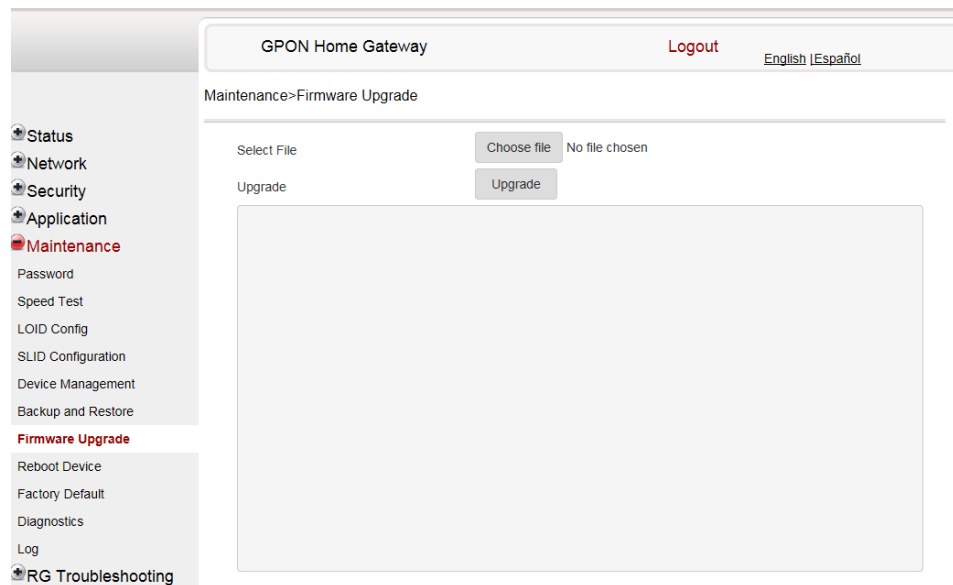 GPON Home Gateway
Logout
English |Español
Maintenance>Firmware Upgrade
Status
Network
Security
Application
Maintenance
Password
Speed Test
LOID Config
SLID Configuration
Device Management
Backup and Restore
Firmware Upgrade
Reboot Device
Factory Default
Diagnostics
Log
RG Troubleshooting
Select File
Choose file No file chosen
Upgrade
Upgrade